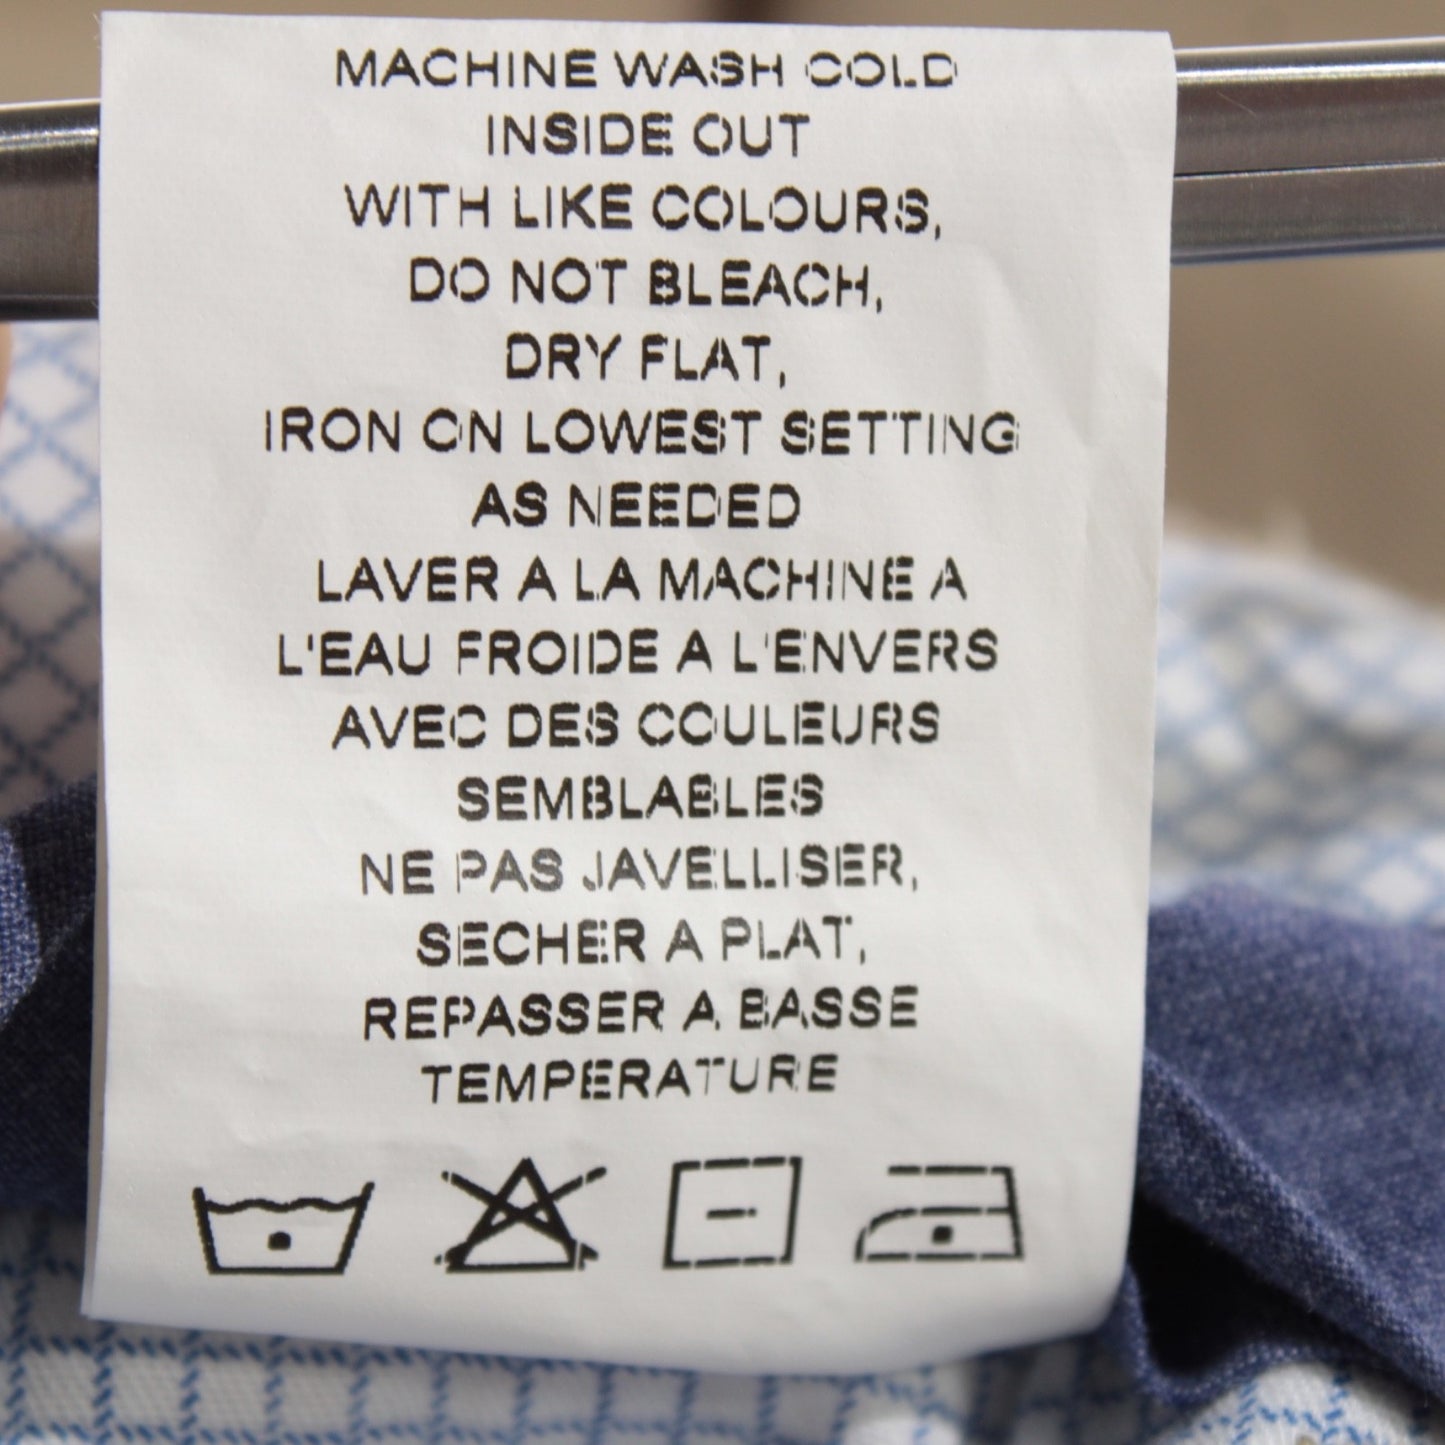 MACHINE WASH COLD
INSIDE OUT
WITH LIKE COLOURS,
DO NOT BLEACH,
DRY FLAT,
IRON ON LOWEST SETTING
AS NEEDED
LAVER A LA MACHINE A
L'EAU FROIDE A L'ENVERS
AVEC DES COULEURS
SEMBLABLES
NE PAS JAVELLISER,
SECHER A PLAT,
REPASSER A BASSE
TEMPERATURE